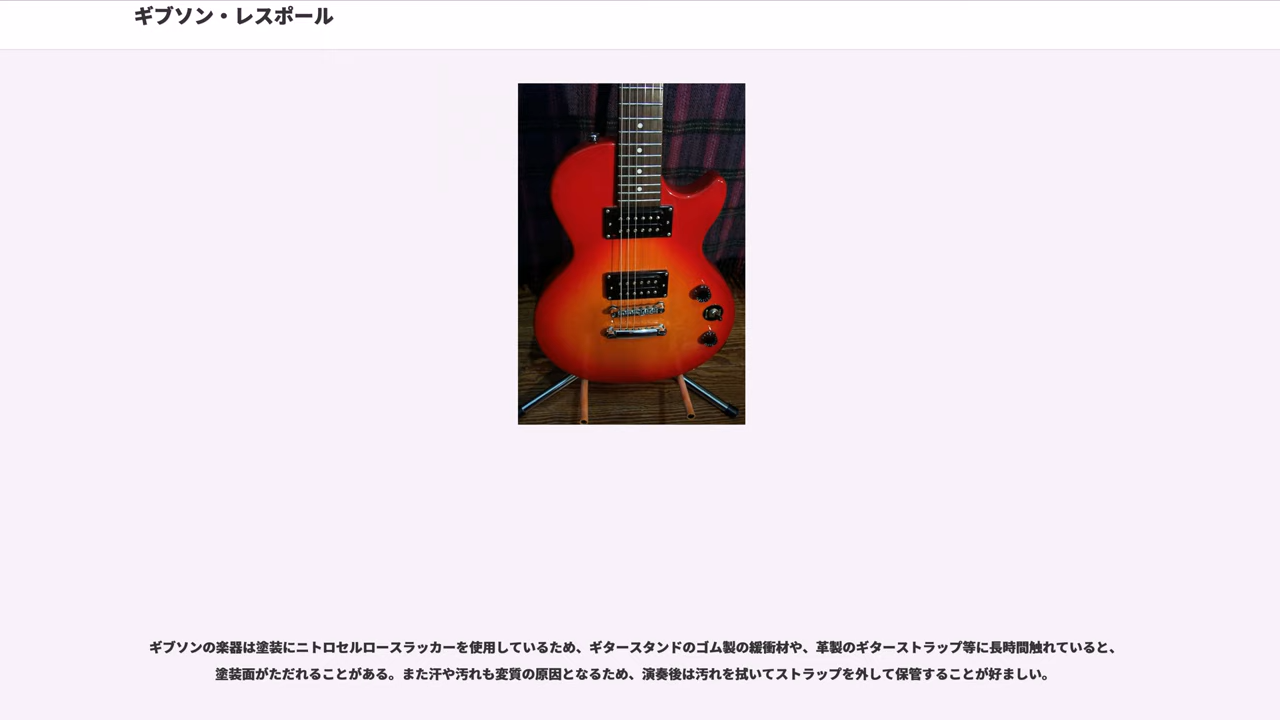 ギブソン・レスポール
ギブソンの楽器は塗装にニトロセルロースラッカーを使用しているため、ギタースタンドのゴム製の緩衝材や、革製のギターストラップ等に長時間触れていると、
塗装面がただれることがある。また汗や汚れも変質の原因となるため、演奏後は汚れを拭いてストラップを外して保管することが好ましい。